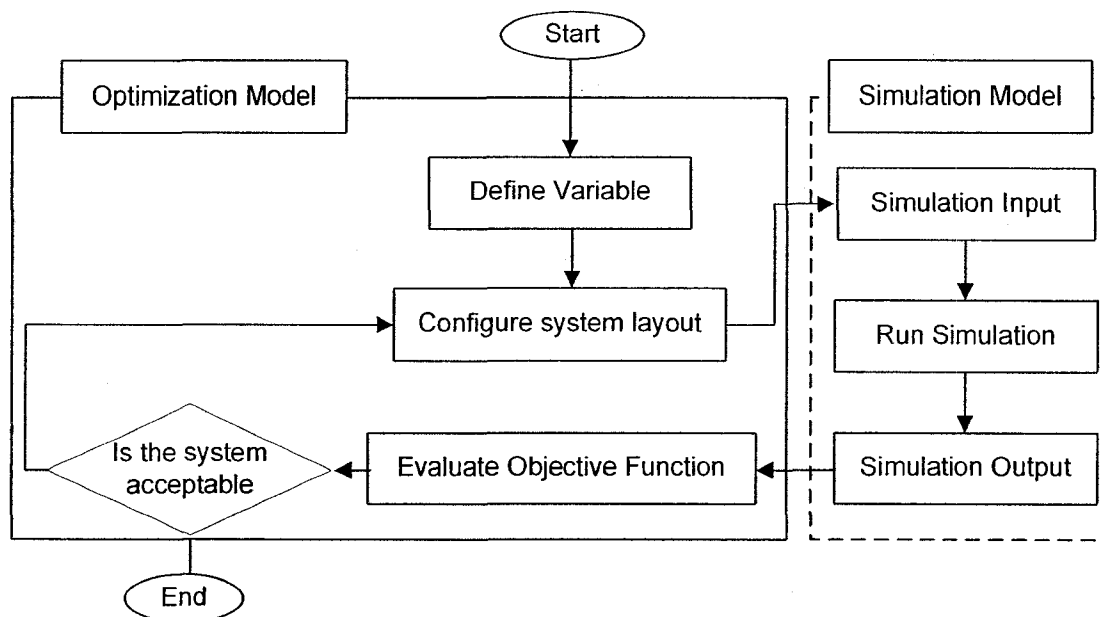 Start
Optimization Model
Simulation Model
Define Variable
Simulation Input
Configure system layout
Run Simulation
Is the system
acceptable
Evaluate Objective Function
Simulation Output
End